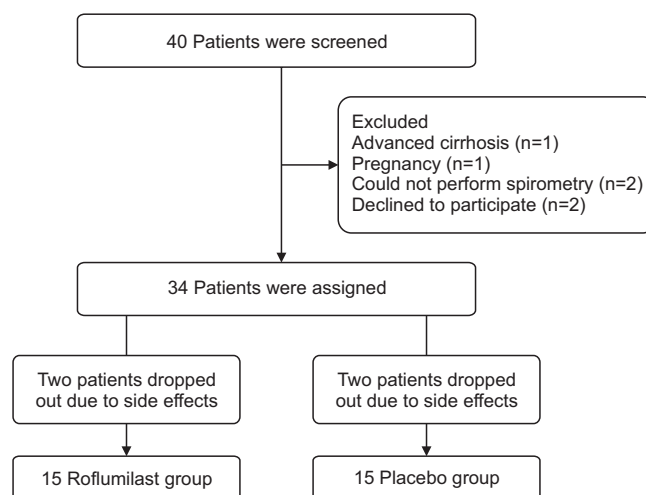 40 Patients were screened
Excluded
Advanced cirrhosis (n=1)
Pregnancy (n=1)
Could not perform spirometry (n=2)
Declined to participate (n=2)
34 Patients were assigned
Two patients dropped
out due to side effects
Two patients dropped
out due to side effects
15 Roflumilast group
15 Placebo group